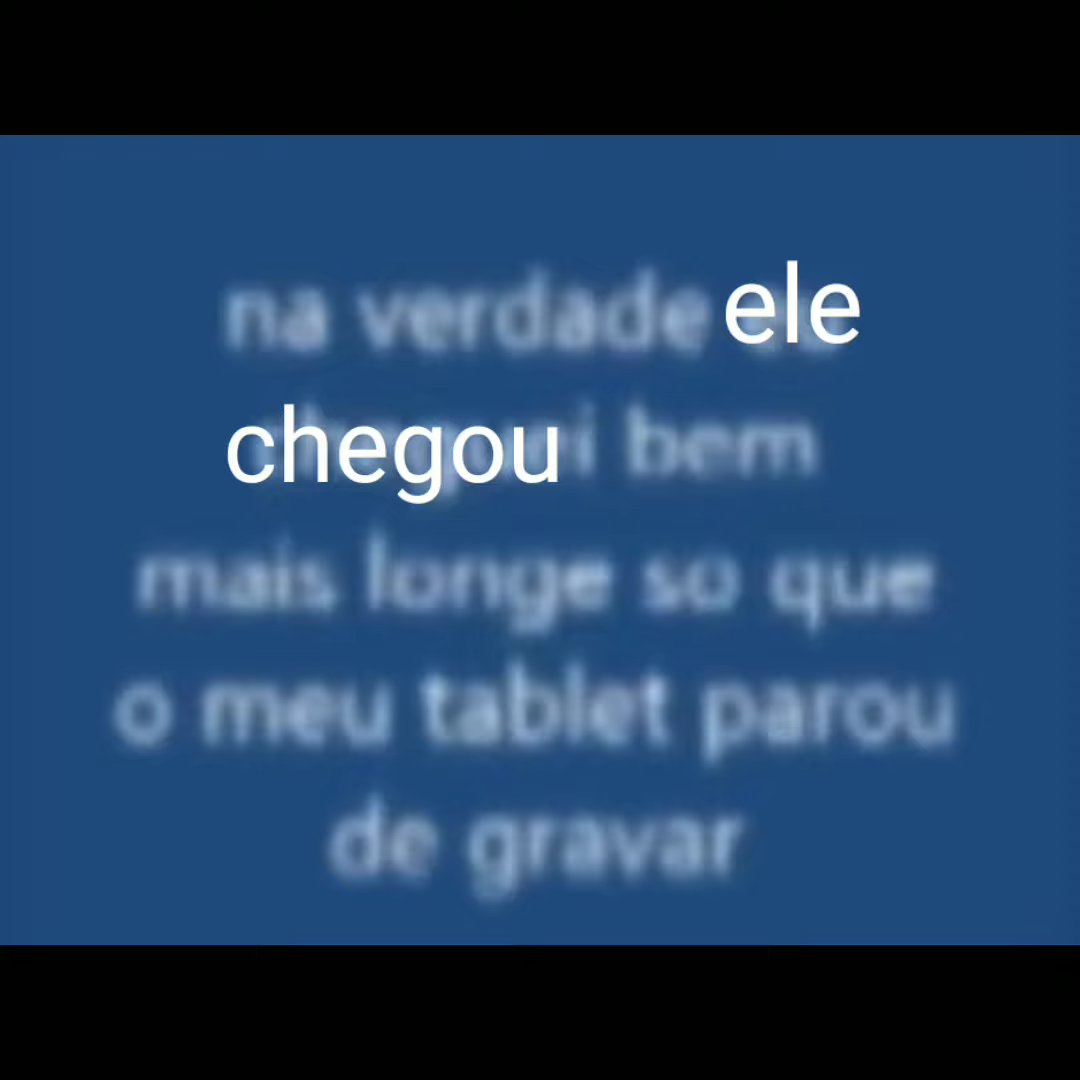 na verdade ele
chegou bem
mais longe so que
o meu tablet parou
de gravar